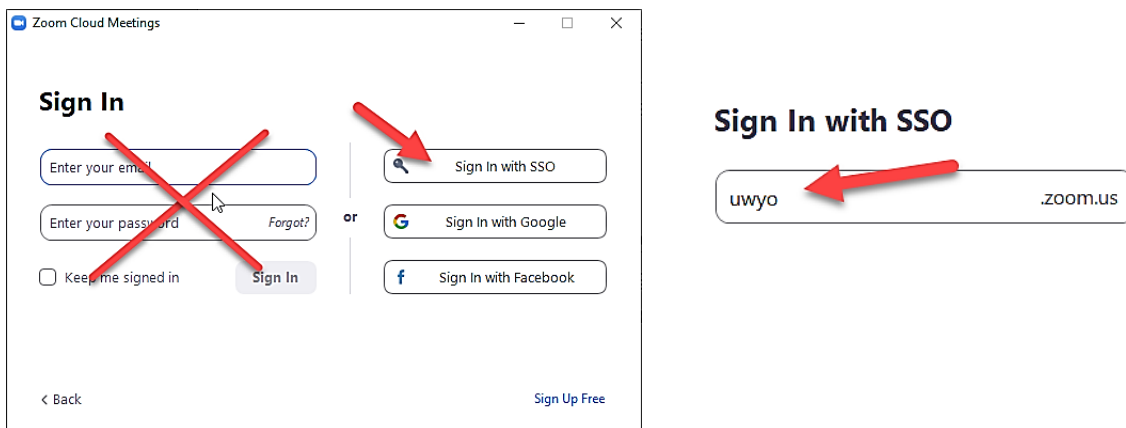 Zoom Cloud Meetings
Sign In
Enter your email
Enter your password Forgot?
Keep me signed in Sign In
or
Sign In with SSO
Sign In with Google
Sign In with Facebook
< Back
Sign Up Free
Sign In with SSO
uwyo .zoom.us